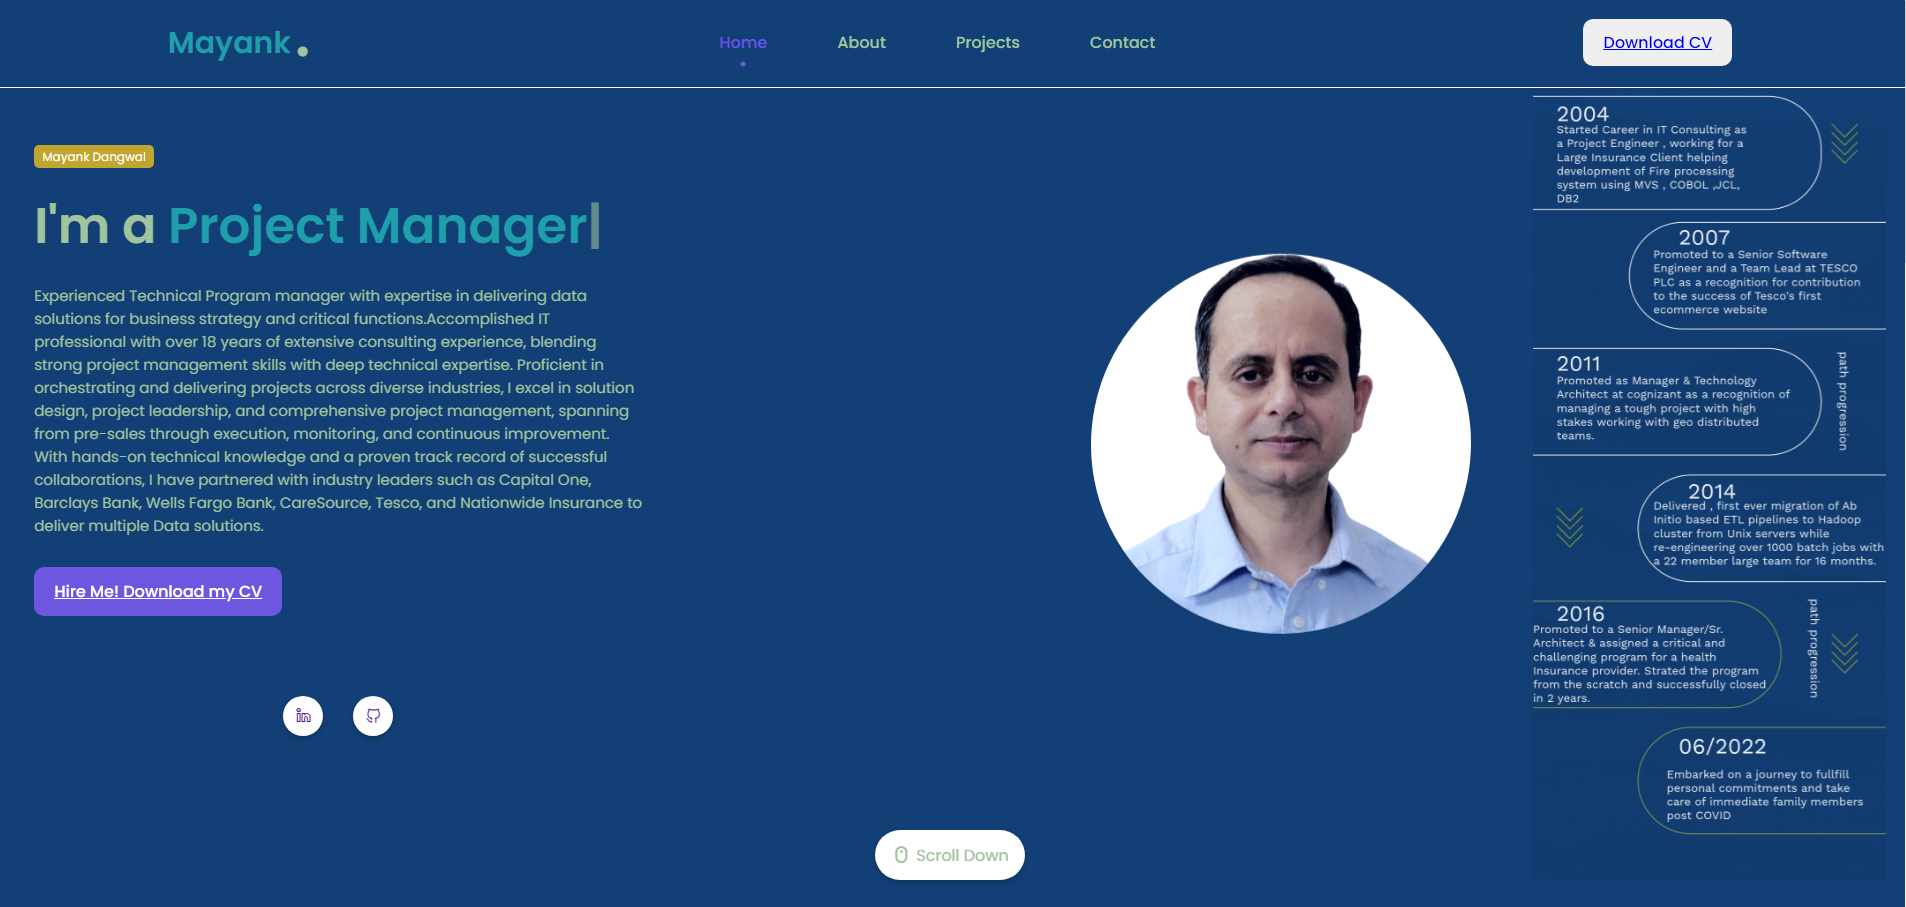 Mayank.
Home
About
Projects
Contact
Download CV
Mayank Dangwal
I'm a Project Manager|
Experienced Technical Program manager with expertise in delivering data
solutions for business strategy and critical functions.Accomplished IT
professional with over 18 years of extensive consulting experience, blending
strong project management skills with deep technical expertise. Proficient in
orchestrating and delivering projects across diverse industries, I excel in solution
design, project leadership, and comprehensive project management, spanning
from pre-sales through execution, monitoring, and continuous improvement.
With hands-on technical knowledge and a proven track record of successful
collaborations, I have partnered with industry leaders such as Capital One,
Barclays Bank, Wells Fargo Bank, CareSource, Tesco, and Nationwide Insurance to
deliver multiple Data solutions.
Hire Me! Download my CV
Scroll Down
2004
Started Career in IT Consulting as
a Project Engineer , working for a
Large Insurance Client helping
development of Fire processing
system using MVS , COBOL ,JCL,
DB2
2007
Promoted to a Senior Software
Engineer and a Team Lead at TESCO
PLC as a recognition for contribution
to the success of Tesco's first
ecommerce website
2011
Promoted as Manager & Technology
Architect at cognizant as a recognition of
managing a tough project with high
stakes working with geo distributed
teams.
path progression
2014
Delivered , first ever migration of Ab
Initio based ETL pipelines to Hadoop
cluster from Unix servers while
re-engineering over 1000 batch jobs with
a 22 member large team for 16 months.
2016
Promoted to a Senior Manager/Sr.
Architect & assigned a critical and
challenging program for a health
Insurance provider. Strated the program
from the scratch and successfully closed
in 2 years.
path progression
06/2022
Embarked on a journey to fullfill
personal commitments and take
care of immediate family members
post COVID